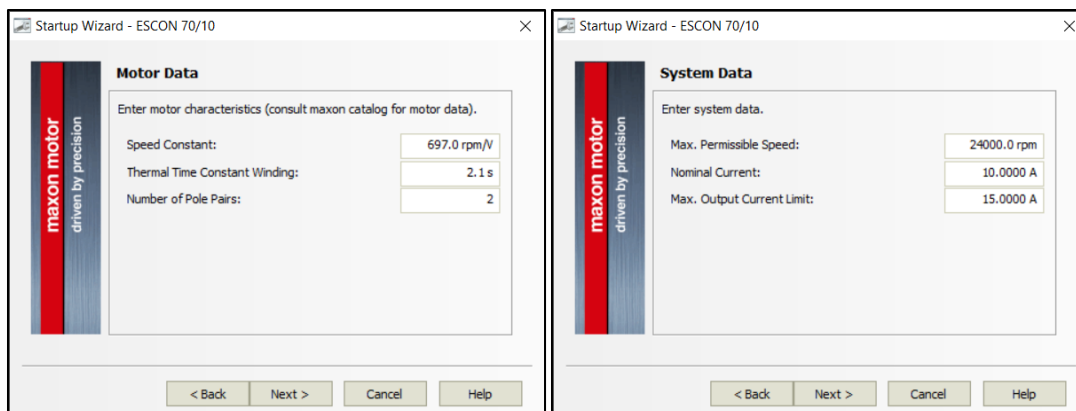 Startup Wizard - ESCON 70/10
Motor Data
Enter motor characteristics (consult maxon catalog for motor data).
Speed Constant: 697.0 rpm/V
Thermal Time Constant Winding: 2.1 s
Number of Pole Pairs: 2
maxon motor
driven by precision
< Back Next > Cancel Help
Startup Wizard - ESCON 70/10
System Data
Enter system data.
Max. Permissible Speed: 24000.0 rpm
Nominal Current: 10.0000 A
Max. Output Current Limit: 15.0000 A
maxon motor
driven by precision
< Back Next > Cancel Help